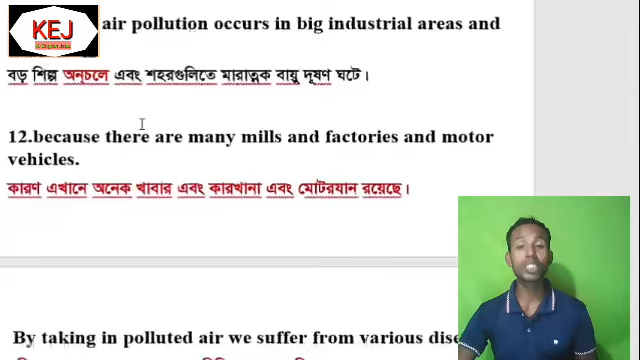 KEJ
air pollution occurs in big industrial areas and
বড় শিল্প অন্চলে এবং শহরগুলিতে মারাত্মক বায়ু দূষণ ঘটে।
12.because there are many mills and factories and motor
vehicles.
কারণ এখানে অনেক খাবার এবং কারখানা এবং মোটরযান রয়েছে।
By taking in polluted air we suffer from various